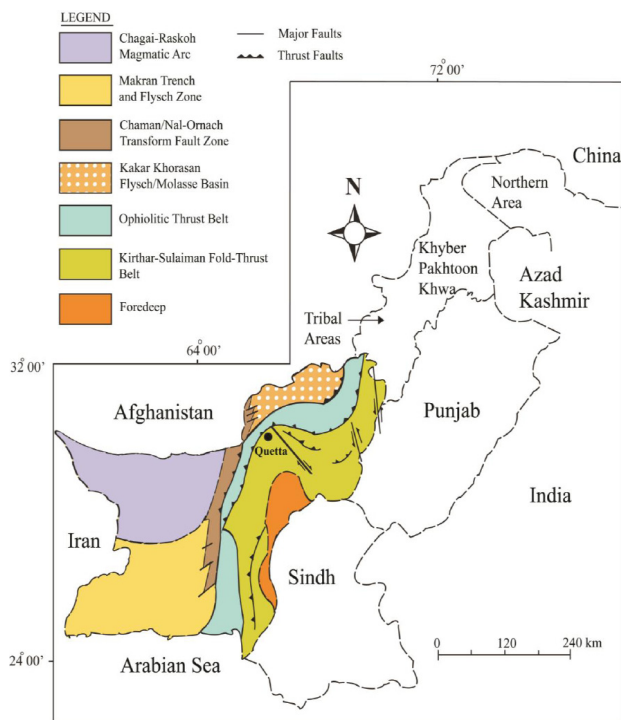 LEGEND
Chagai-Raskoh
Magmatic Arc
Makran Trench
and Flysch Zone
Chaman/Nal-Ornach
Transform Fault Zone
Kakar Khorasan
Flysch/Molasse Basin
Ophiolitic Thrust Belt
Kirthar-Sulaiman Fold-Thrust
Belt
Foredeep
Major Faults
Thrust Faults
72°00'
China
Northern
Area
N
Khyber
Pakhtoon
Khwa
Azad
Kashmir
Tribal
Areas
64°00'
32°00'
Afghanistan
Punjab
Quetta
India
Iran
Sindh
0 120 240 km
24°00'
Arabian Sea